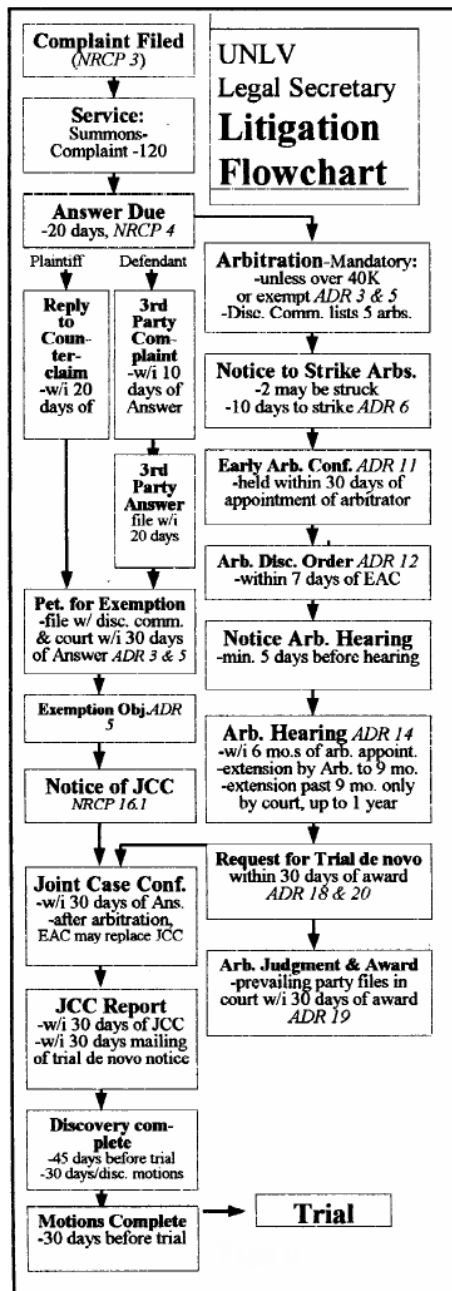 Complaint Filed
(NRCP 3)
UNLV
Legal Secretary
Litigation
Flowchart
Service:
Summons-
Complaint -120
Answer Due
-20 days, NRCP 4
Plaintiff
Defendant
Reply
to
Coun-
ter-
claim
-w/i 20
days of
3rd
Party
Com-
plaint
-w/i 10
days of
Answer
3rd
Party
Answer
file w/i
20 days
Pet. for Exemption
-file w/ disc. comm.
& court w/i 30 days
of Answer ADR 3 & 5
Exemption Obj. ADR
5
Notice of JCC
NRCP 16.1
Joint Case Conf.
-w/i 30 days of Ans.
-after arbitration,
EAC may replace JCC
JCC Report
-w/i 30 days of JCC
-w/i 30 days mailing
of trial de novo notice
Discovery com-
plete
-45 days before trial
-30 days/disc. motions
Motions Complete
-30 days before trial
Trial
Arbitration-Mandatory:
-unless over 40K
or exempt ADR 3 & 5
-Disc. Comm. lists 5 arbs.
Notice to Strike Arbs.
-2 may be struck
-10 days to strike ADR 6
Early Arb. Conf. ADR 11
-held within 30 days of
appointment of arbitrator
Arb. Disc. Order ADR 12
-within 7 days of EAC
Notice Arb. Hearing
-min. 5 days before hearing
Arb. Hearing ADR 14
-w/i 6 mo.s of arb. appoint.
-extension by Arb. to 9 mo.
-extension past 9 mo. only
by court, up to 1 year
Request for Trial de novo
within 30 days of award
ADR 18 & 20
Arb. Judgment & Award
-prevailing party files in
court w/i 30 days of award
ADR 19